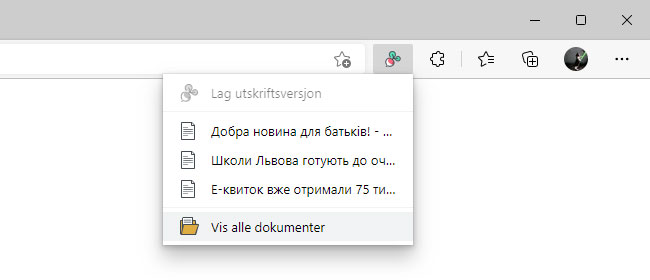 Lag utskriftsversjon
Добра новина для батьків! - ...
Школи Львова готують до оч...
Е-квиток вже отримали 75 ти...
Vis alle dokumenter